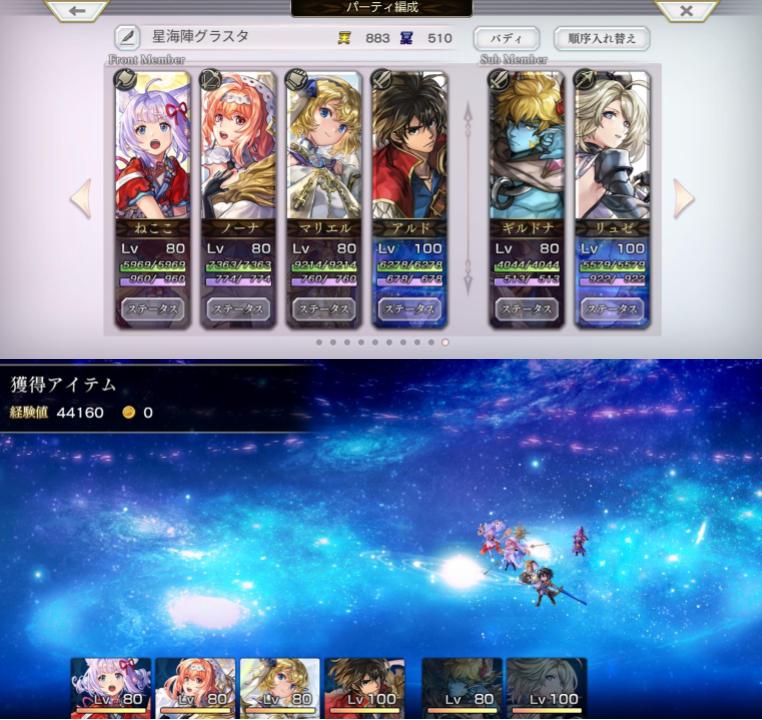 パーティ編成
星海陣グラスタ 883 510 バディ 順序入れ替え
Front Member Sub Member
ねここ ノーナ マリエル アルド ギルドナ リュゼ
Lv 80 Lv 80 Lv 80 Lv 100 Lv 80 Lv 100
5969/5969 7363/7363 9214/9214 6278/6278 4044/4044 5579/5579
960/960 774/774 760/760 678/678 513/513 922/922
ステータス ステータス ステータス ステータス ステータス ステータス
獲得アイテム
経験値 44160 0
Lv 80 Lv 80 Lv 80 Lv 100 Lv 80 Lv 100